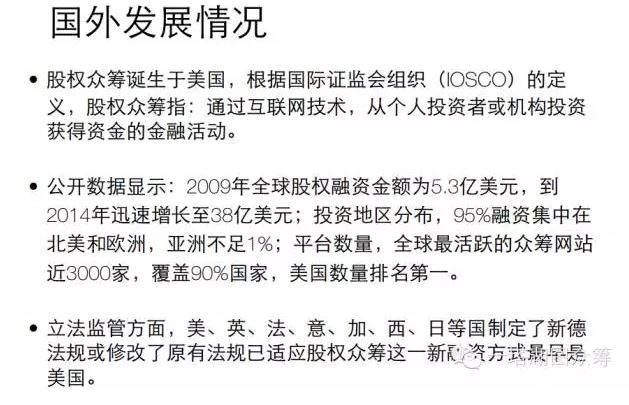 国外发展情况
• 股权众筹诞生于美国，根据国际证监会组织（IOSCO）的定
义，股权众筹指：通过互联网技术，从个人投资者或机构投资
获得资金的金融活动。
• 公开数据显示：2009年全球股权融资金额为5.3亿美元，到
2014年迅速增长至38亿美元；投资地区分布，95%融资集中在
北美和欧洲，亚洲不足1%；平台数量，全球最活跃的众筹网站
近3000家，覆盖90%国家，美国数量排名第一。
• 立法监管方面，美、英、法、意、加、西、日等国制定了新德
法规或修改了原有法规已适应股权众筹这一新融资方式最早是
美国。
众筹